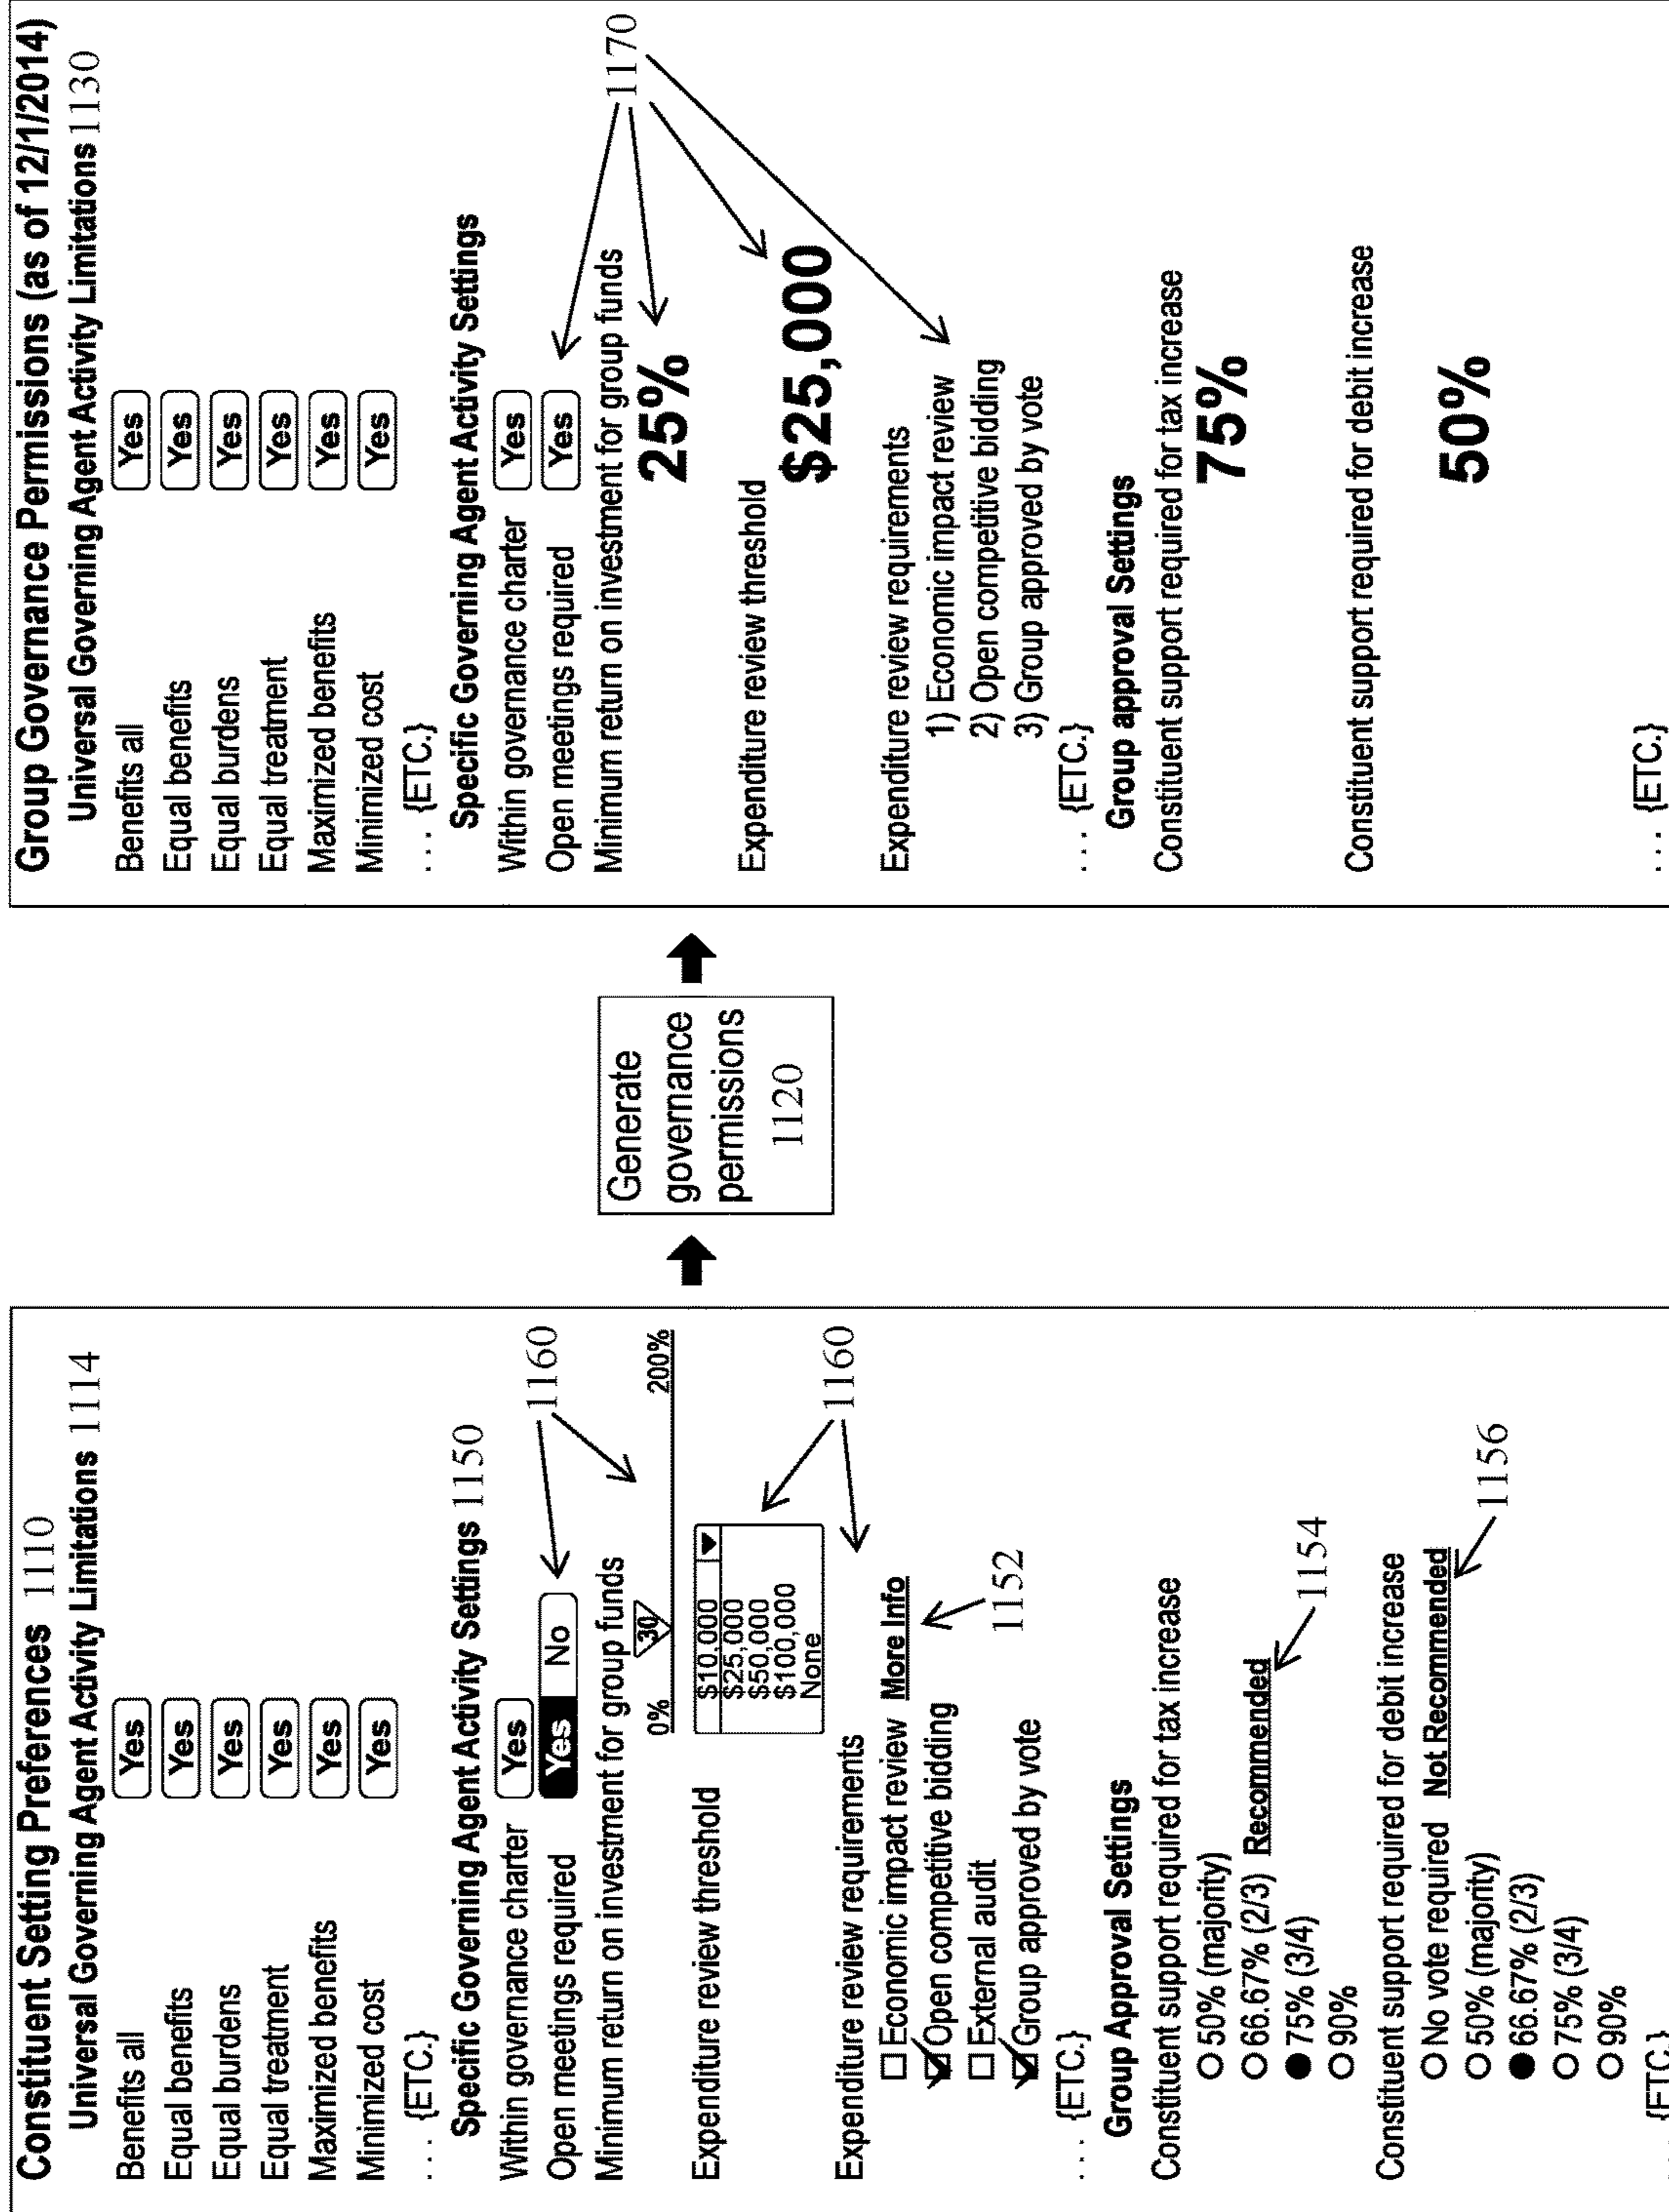 Constituent Setting Preferences 1110
Universal Governing Agent Activity Limitations 1114
Benefits all Yes
Equal benefits Yes
Equal burdens Yes
Equal treatment Yes
Maximized benefits Yes
Minimized cost Yes
... {ETC.}
Specific Governing Agent Activity Settings 1150
Within governance charter Yes
Open meetings required Yes No
1160
Minimum return on investment for group funds
30
0% 200%
Expenditure review threshold
$10,000
$25,000
$50,000
$100,000
None
1160
Expenditure review requirements
Economic impact review More Info
Open competitive bidding
1152
External audit
Group approved by vote
... {ETC.}
Group Approval Settings
Constituent support required for tax increase
50% (majority)
66.67% (2/3) Recommended
1154
75% (3/4)
90%
Constituent support required for debit increase
No vote required Not Recommended
1156
50% (majority)
66.67% (2/3)
75% (3/4)
90%
... {ETC.}
Generate
governance
permissions
1120
Group Governance Permissions (as of 12/1/2014)
Universal Governing Agent Activity Limitations 1130
Benefits all Yes
Equal benefits Yes
Equal burdens Yes
Equal treatment Yes
Maximized benefits Yes
Minimized cost Yes
... {ETC.}
Specific Governing Agent Activity Settings
Within governance charter Yes
Open meetings required Yes
Minimum return on investment for group funds
1170
25%
Expenditure review threshold
$25,000
Expenditure review requirements
1) Economic impact review
2) Open competitive bidding
3) Group approved by vote
... {ETC.}
Group approval Settings
Constituent support required for tax increase
75%
Constituent support required for debit increase
50%
... {ETC.}